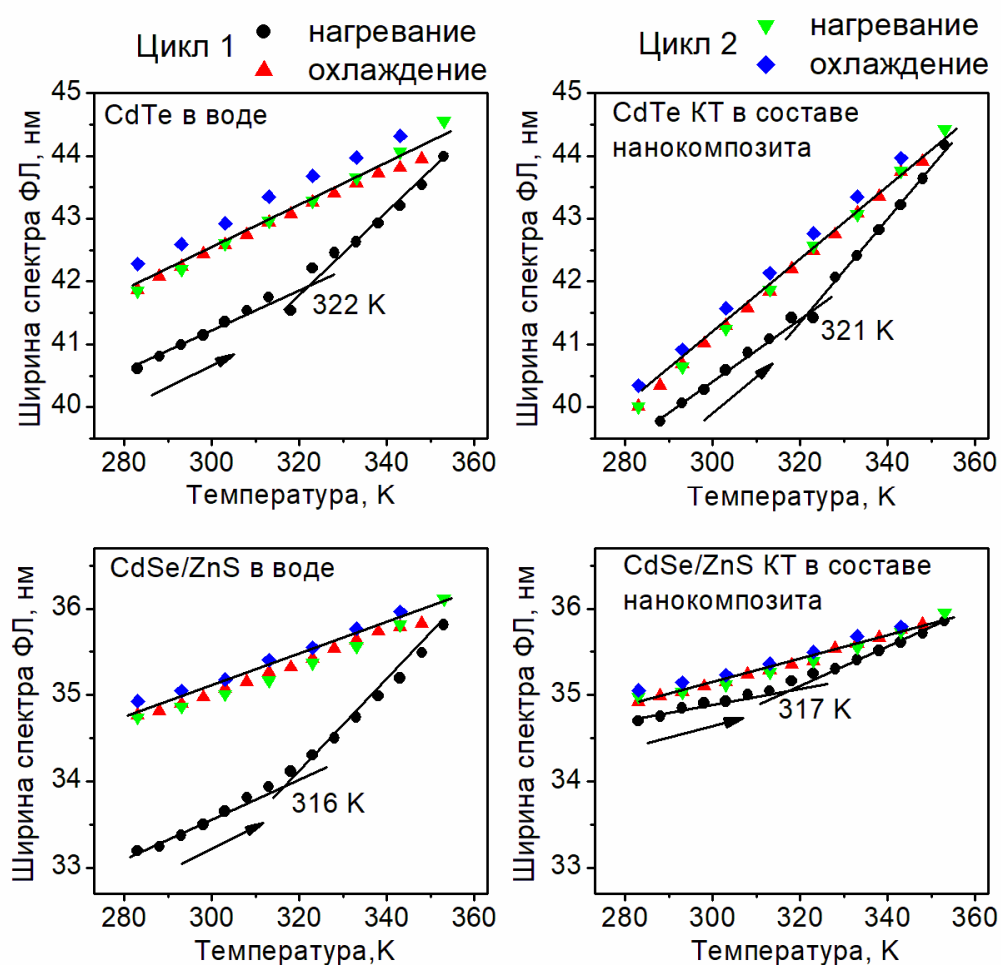 Цикл 1
нагревание
охлаждение
Цикл 2
нагревание
охлаждение
CdTe в воде
Ширина спектра ФЛ, нм
45
44
43
42
41
40
322 K
280 300 320 340 360
Температура, K
CdTe КТ в составе
нанокомпозита
Ширина спектра ФЛ, нм
45
44
43
42
41
40
321 K
280 300 320 340 360
Температура, K
CdSe/ZnS в воде
Ширина спектра ФЛ, нм
36
35
34
33
316 K
280 300 320 340 360
Температура,K
CdSe/ZnS КТ в составе
нанокомпозита
Ширина спектра ФЛ, нм
36
35
34
33
317 K
280 300 320 340 360
Температура, K